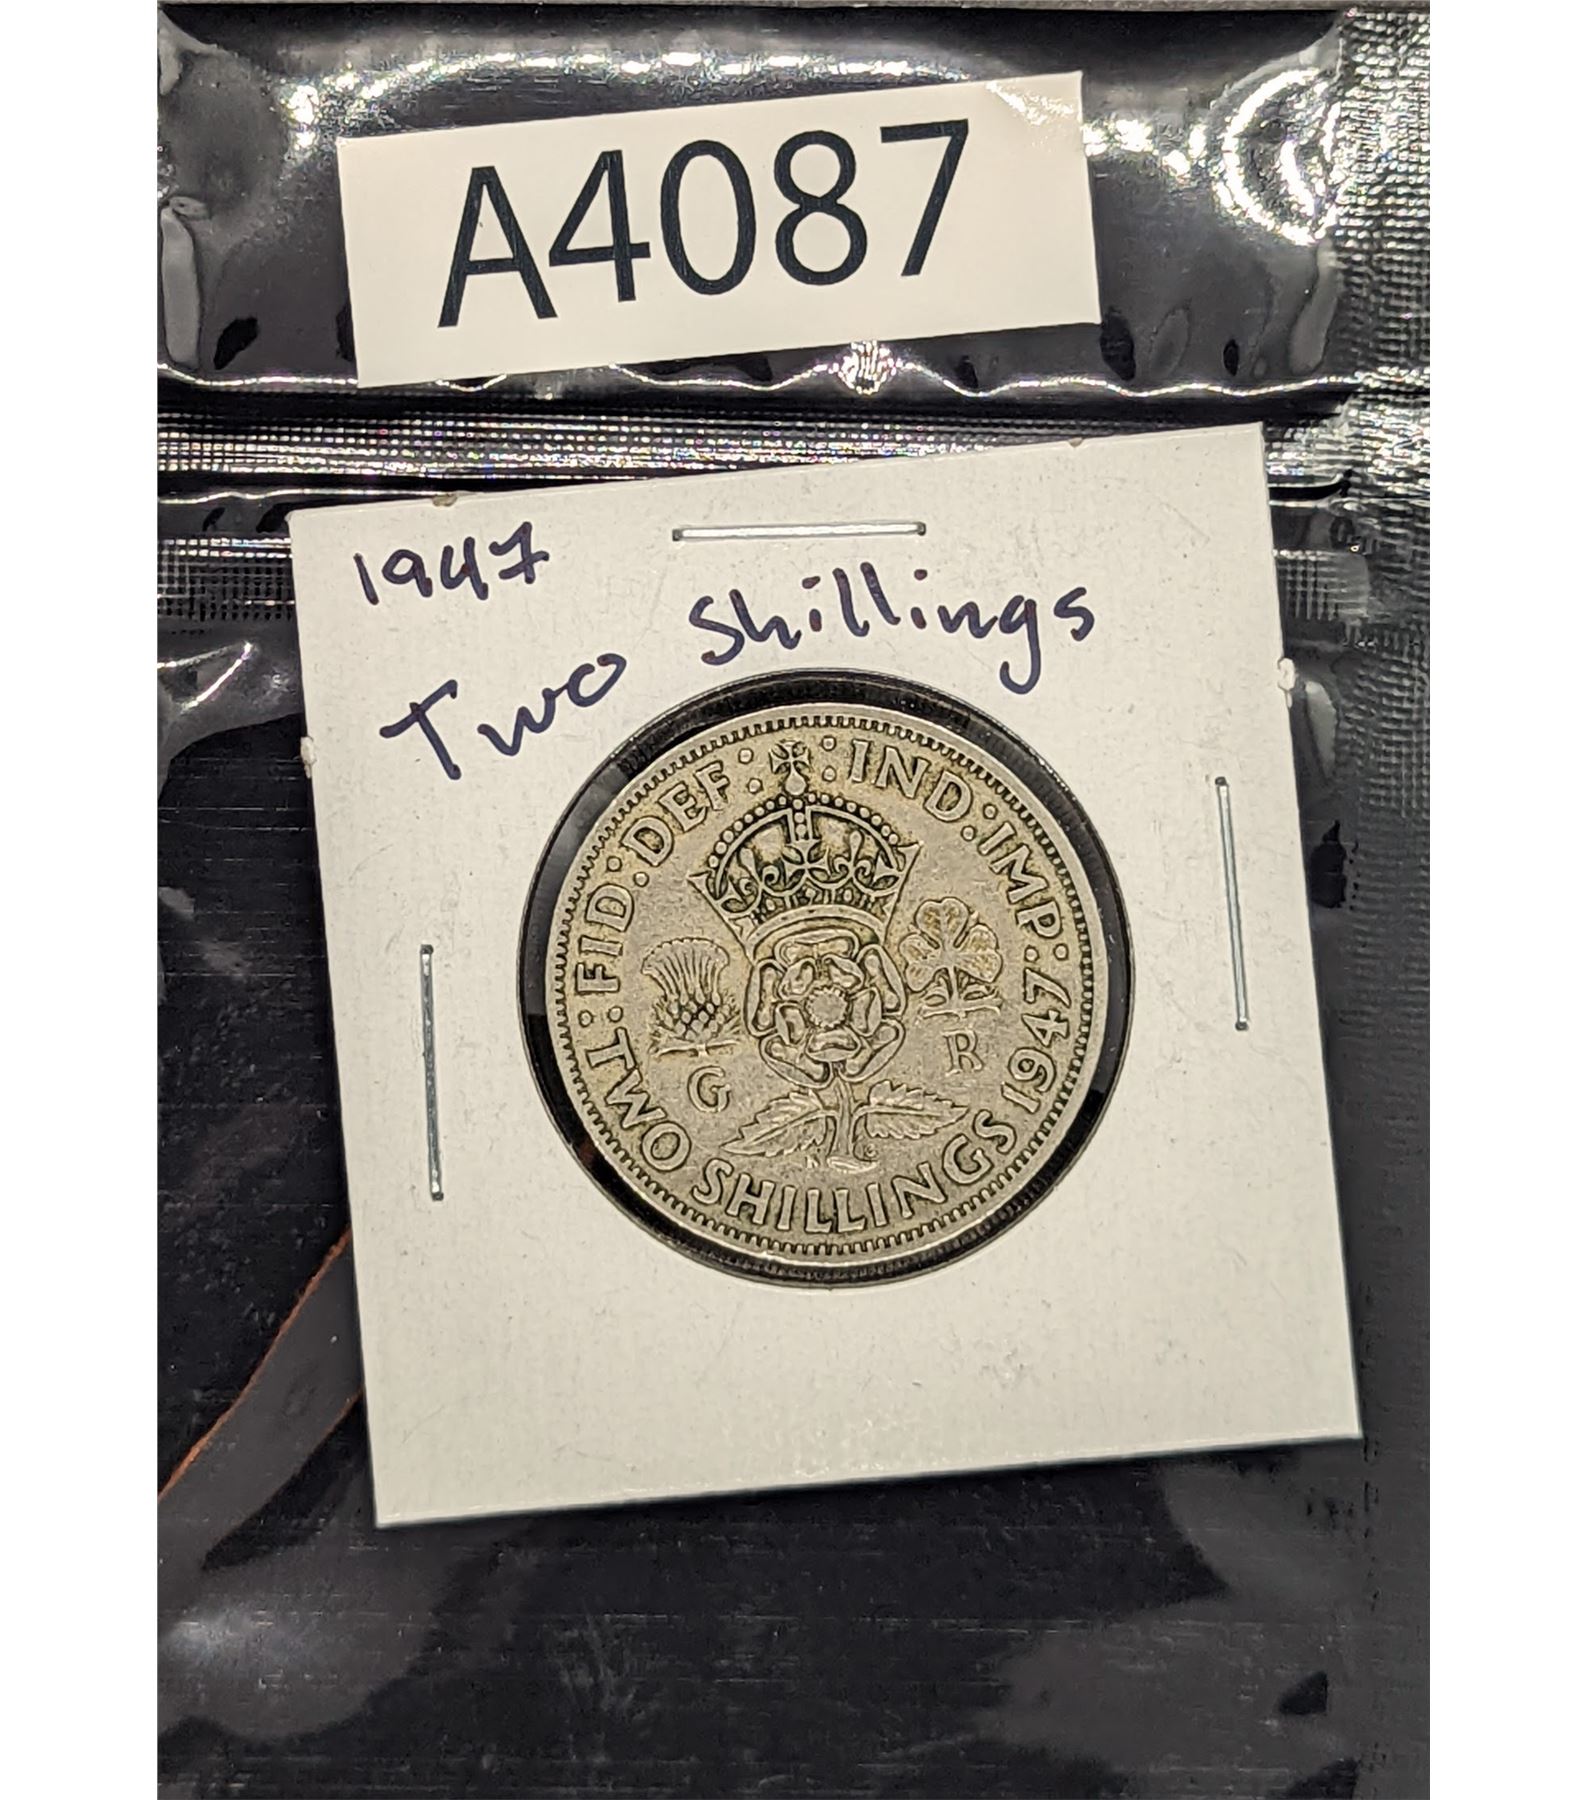 A4087
1947
Two Shillings
: FID : DEF : : IND : IMP · 1947
TWO SHILLINGS
G R
K G